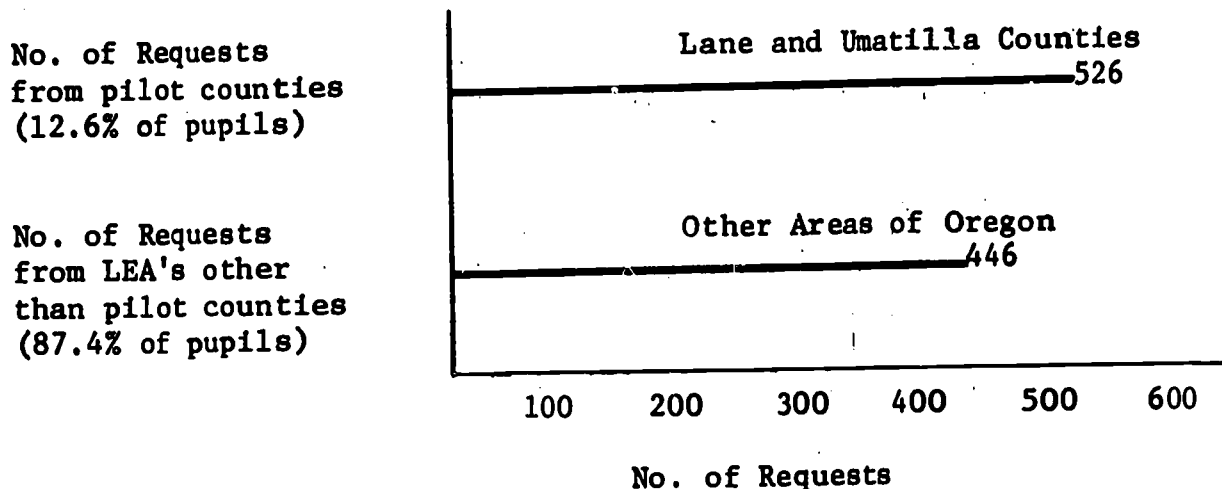 No. of Requests
from pilot counties
(12.6% of pupils)
Lane and Umatilla Counties
526
No. of Requests
from LEA's other
than pilot counties
(87.4% of pupils)
Other Areas of Oregon
446
100 200 300 400 500 600
No. of Requests